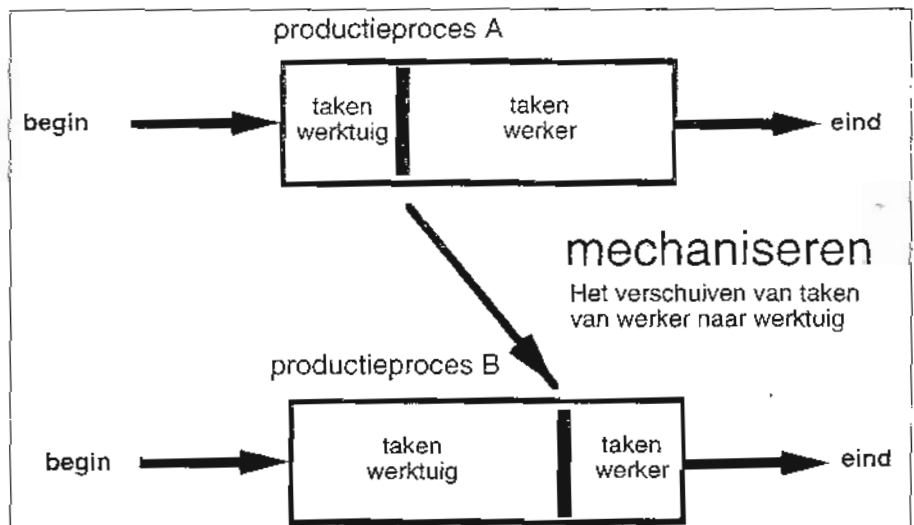 productieproces A
begin
taken
werktuig
taken
werker
eind
mechaniseren
Het verschuiven van taken
van werker naar werktuig
productieproces B
begin
taken
werktuig
taken
werker
eind